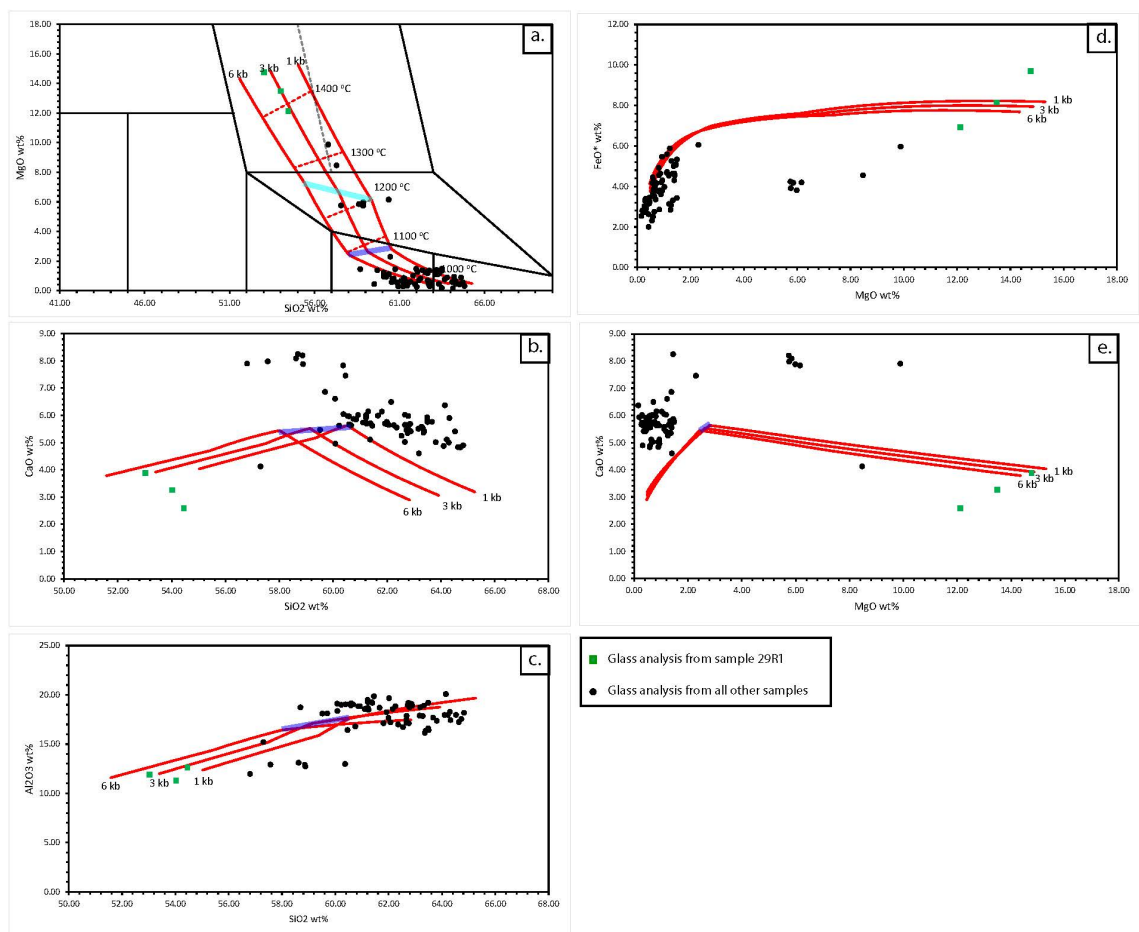 a.
18.00
16.00
14.00
12.00
10.00
8.00
6.00
4.00
2.00
0.00
MgO wt%
6 kb
3 kb
1 kb
1400 °C
1300 °C
1200 °C
1100 °C
1000 °C
41.00 46.00 51.00 56.00 61.00 66.00
SiO2 wt%
d.
12.00
10.00
8.00
6.00
4.00
2.00
0.00
FeO* wt%
1 kb
3 kb
6 kb
0.00 2.00 4.00 6.00 8.00 10.00 12.00 14.00 16.00 18.00
MgO wt%
b.
9.00
8.00
7.00
6.00
5.00
4.00
3.00
2.00
1.00
0.00
CaO wt%
6 kb
3 kb
1 kb
50.00 52.00 54.00 56.00 58.00 60.00 62.00 64.00 66.00 68.00
SiO2 wt%
e.
9.00
8.00
7.00
6.00
5.00
4.00
3.00
2.00
1.00
0.00
CaO wt%
1 kb
3 kb
6 kb
0.00 2.00 4.00 6.00 8.00 10.00 12.00 14.00 16.00 18.00
MgO wt%
c.
25.00
20.00
15.00
10.00
5.00
0.00
Al2O3 wt%
6 kb
3 kb
1 kb
50.00 52.00 54.00 56.00 58.00 60.00 62.00 64.00 66.00 68.00
SiO2 wt%
Glass analysis from sample 29R1
Glass analysis from all other samples